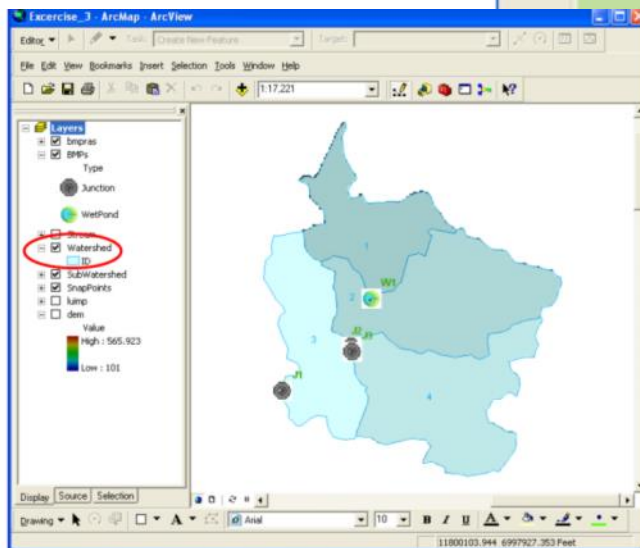 Excercise_3 - ArcMap - ArcView
Editor Task: Create New Feature Target:
File Edit View Bookmarks Insert Selection Tools Window Help
1:17,221
Layers
bmpras
BMPs
Type
Junction
WetPond
Stream
Watershed
ID
SubWatershed
SnapPoints
luimp
dem
Value
High : 565.923
Low : 101
1
W1
2
J2 J3
3
J1
4
Display Source Selection
Drawing A Arial 10 B I U A
11800103.944 6997927.353 Feet